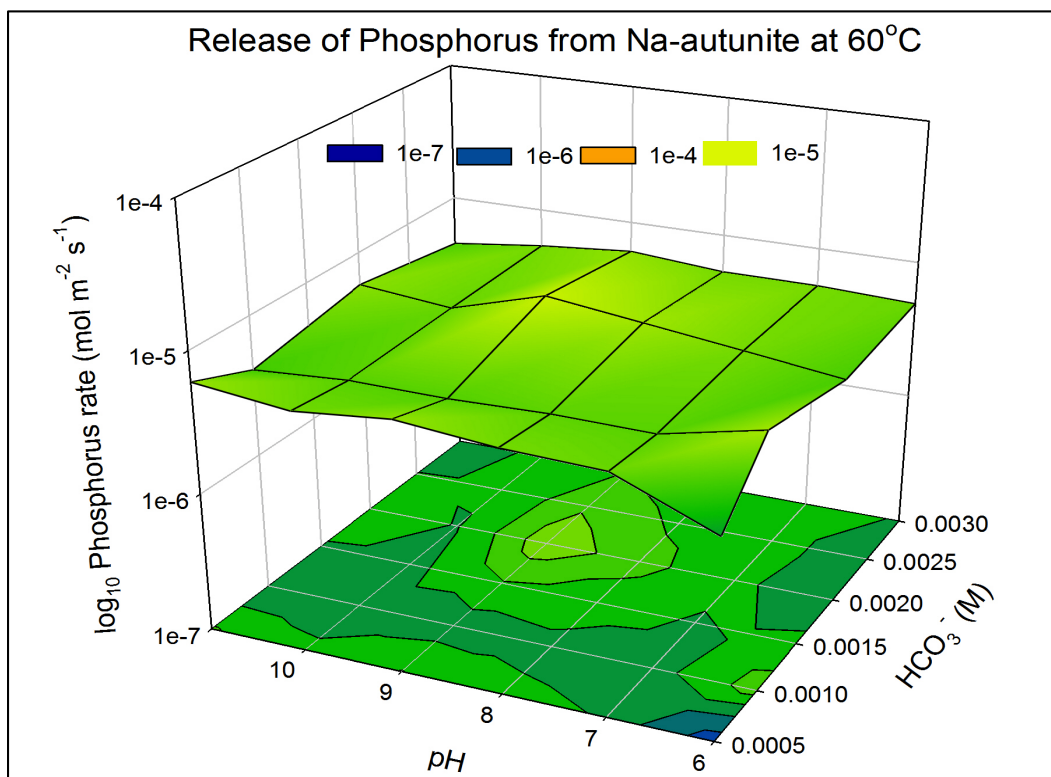 Release of Phosphorus from Na-autunite at 60°C
1e-7 1e-6 1e-4 1e-5
log₁₀ Phosphorus rate (mol m⁻² s⁻¹)
1e-4
1e-5
1e-6
1e-7
10
9
8
7
6
pH
0.0030
0.0025
0.0020
0.0015
0.0010
0.0005
HCO₃⁻ (M)